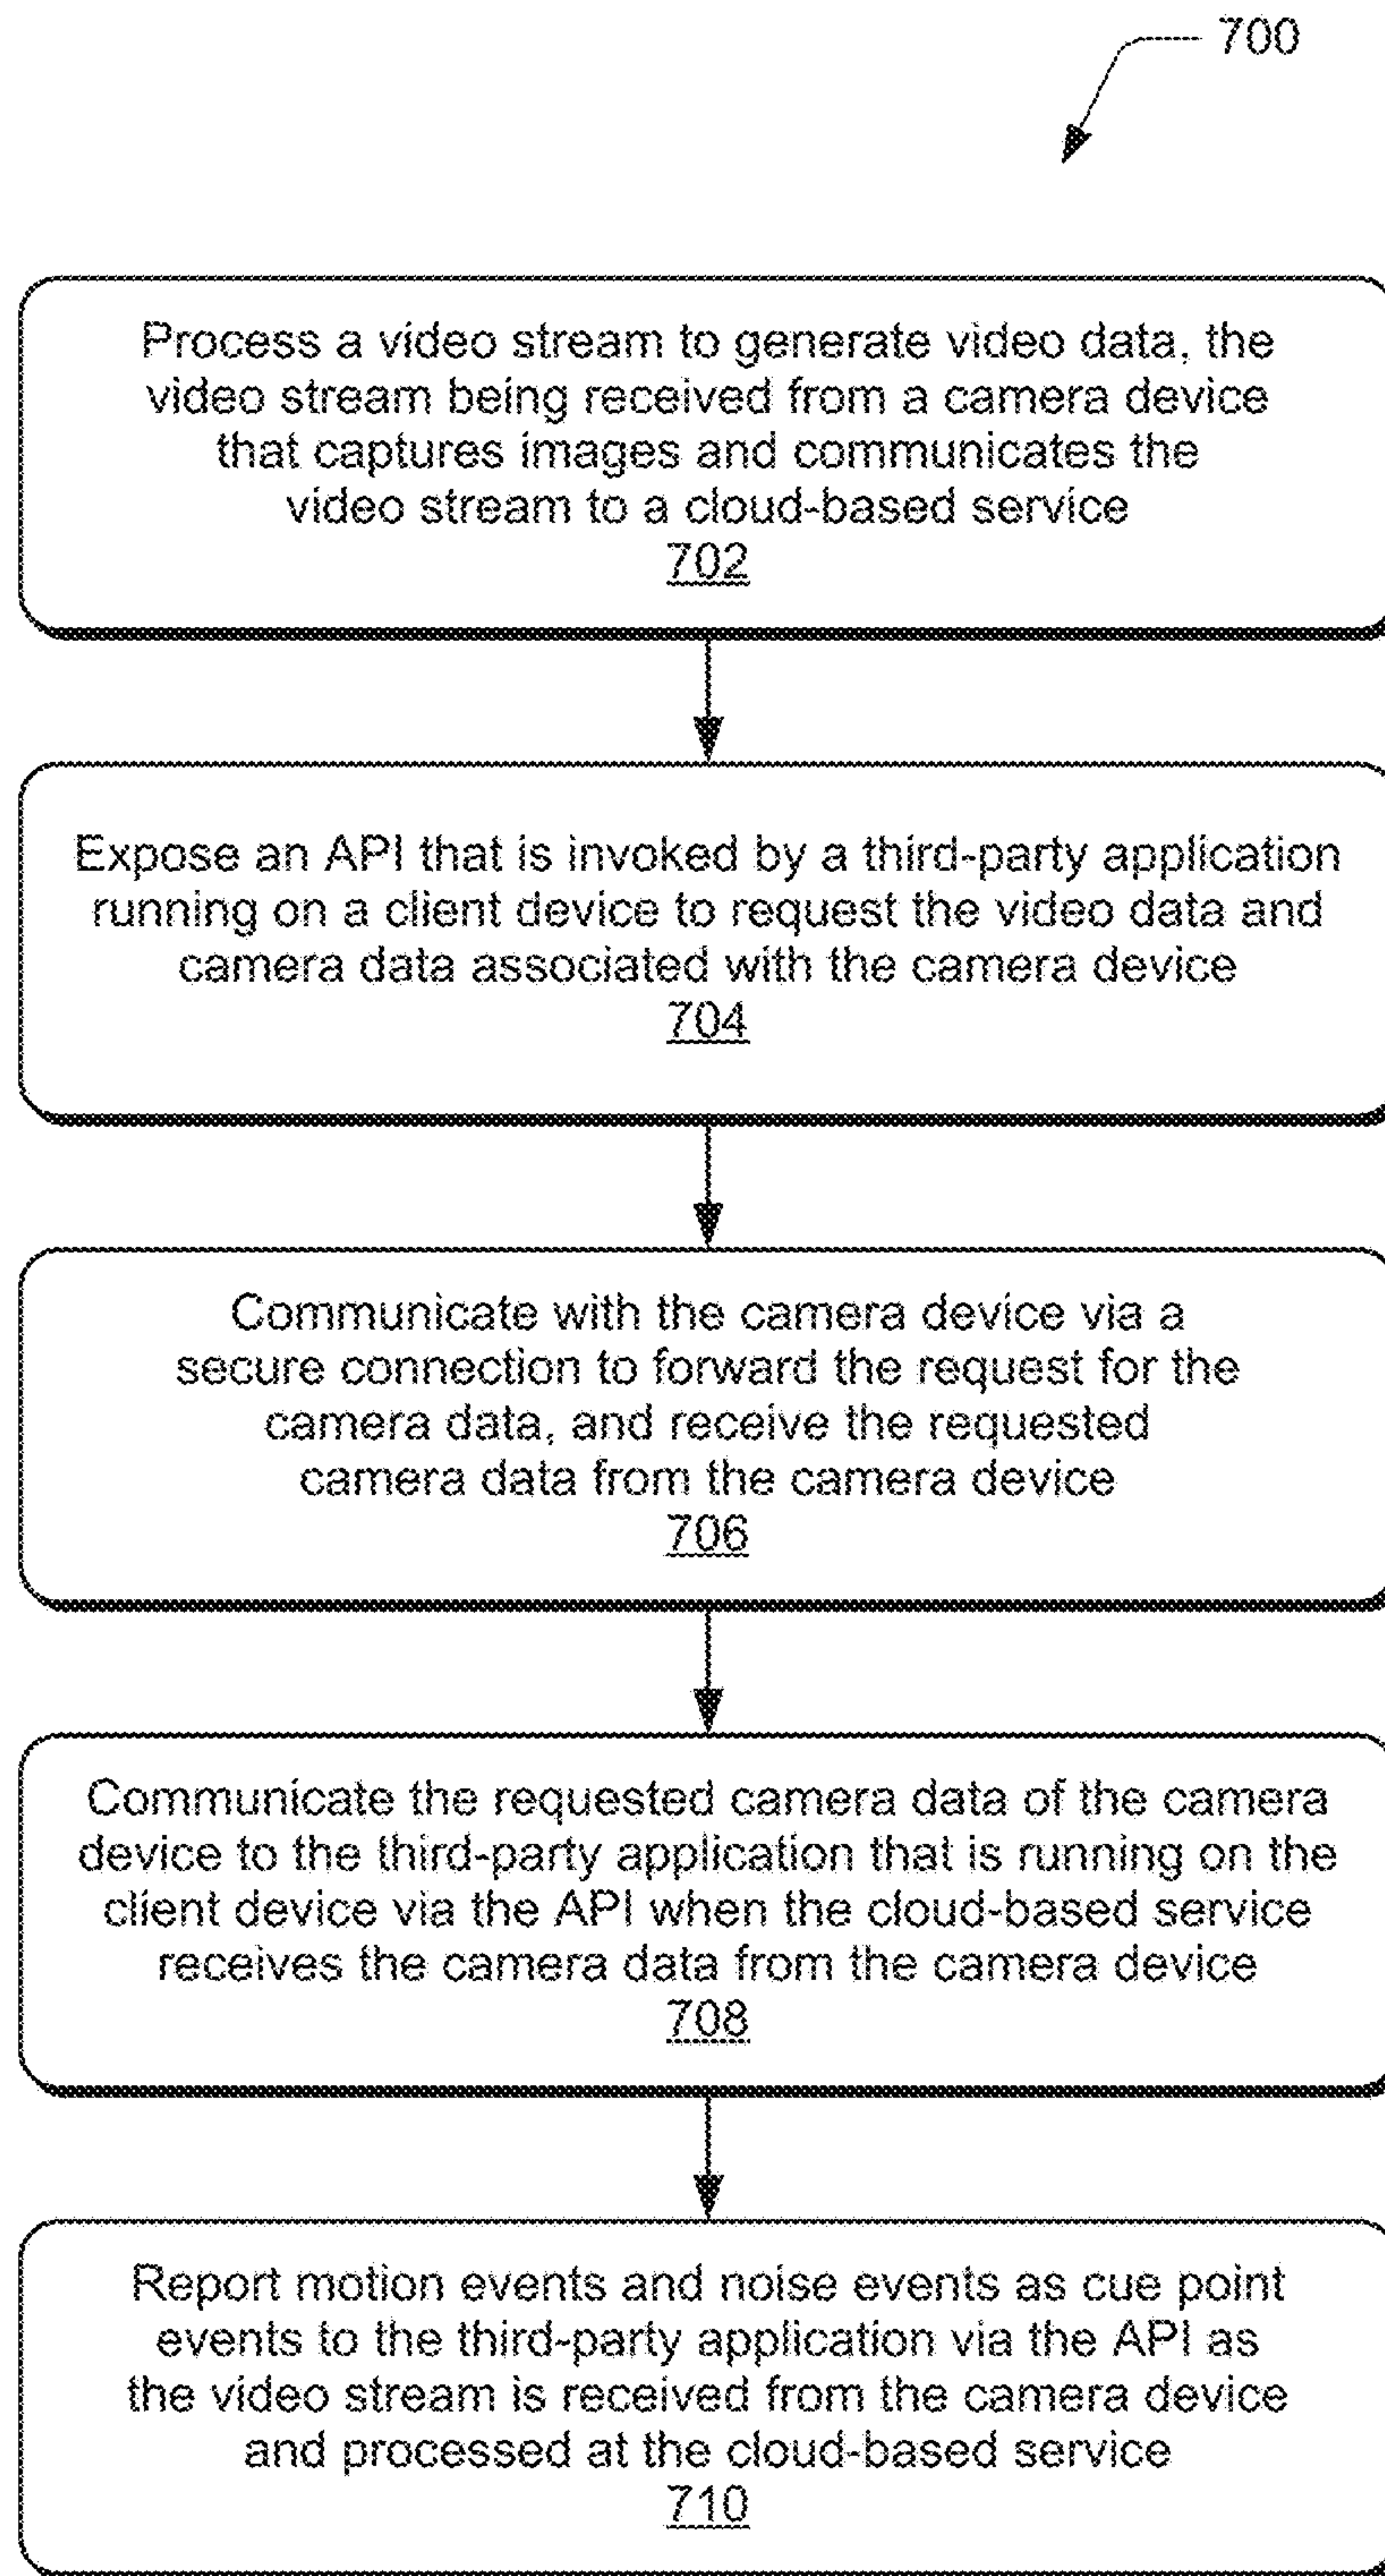 700
Process a video stream to generate video data, the
video stream being received from a camera device
that captures images and communicates the
video stream to a cloud-based service
702
Expose an API that is invoked by a third-party application
running on a client device to request the video data and
camera data associated with the camera device
704
Communicate with the camera device via a
secure connection to forward the request for the
camera data, and receive the requested
camera data from the camera device
706
Communicate the requested camera data of the camera
device to the third-party application that is running on the
client device via the API when the cloud-based service
receives the camera data from the camera device
708
Report motion events and noise events as cue point
events to the third-party application via the API as
the video stream is received from the camera device
and processed at the cloud-based service
710